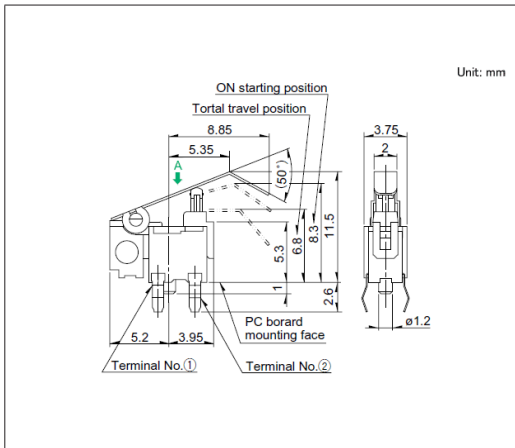 Unit: mm
ON starting position
Tortal travel position
8.85
3.75
5.35
2
A
(50˚)
5.3
6.8
8.3
11.5
1
2.6
PC borard
mounting face
ø1.2
5.2
3.95
Terminal No.①
Terminal No.②